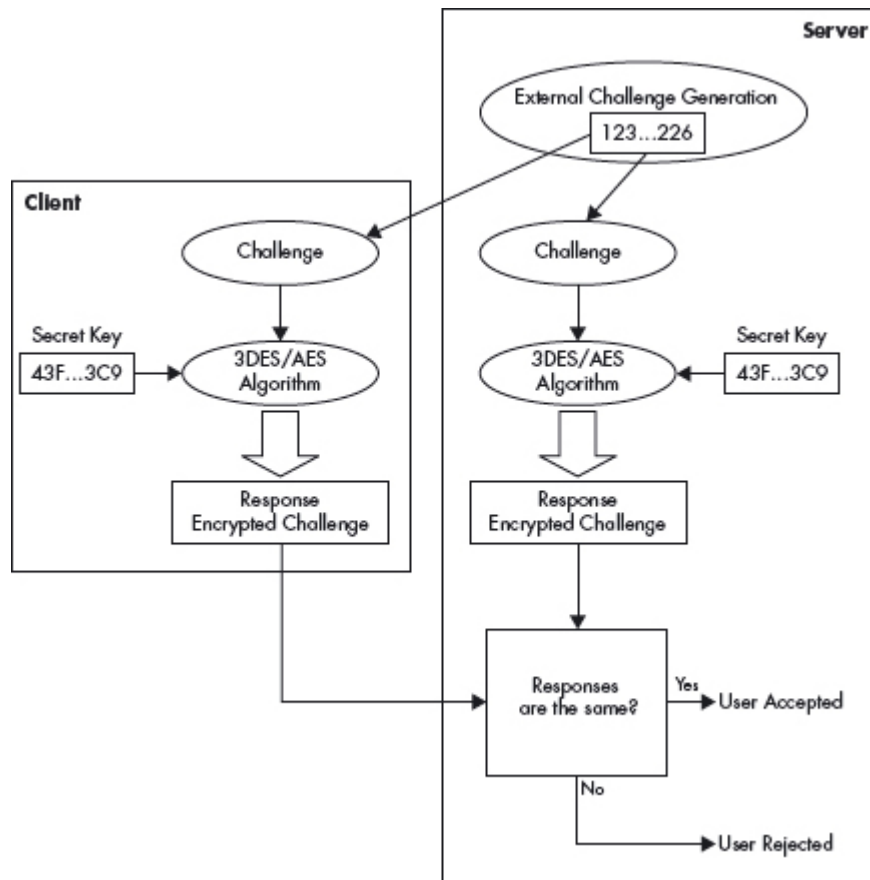 Server
External Challenge Generation
123...226
Client
Challenge
Challenge
Secret Key
43F...3C9
3DES/AES
Algorithm
3DES/AES
Algorithm
Secret Key
43F...3C9
Response
Encrypted Challenge
Response
Encrypted Challenge
Responses
are the same?
Yes
User Accepted
No
User Rejected